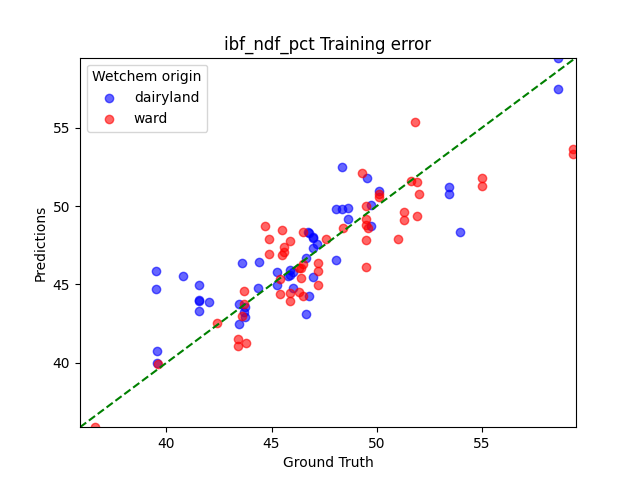 ibf_ndf_pct Training error
Wetchem origin
dairyland
ward
55
50
45
40
Predictions
40 45 50 55
Ground Truth